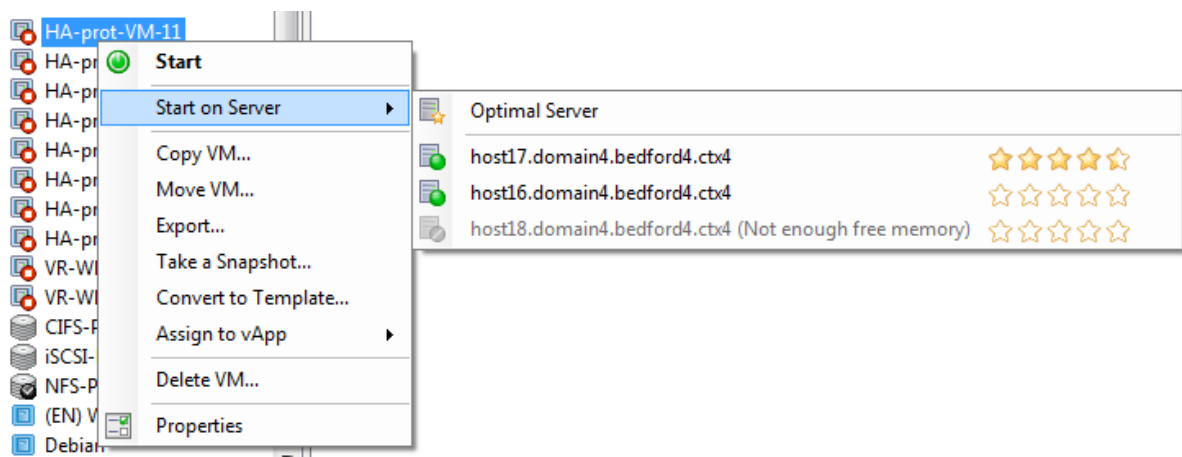 HA-prot-VM-11
HA-pr
HA-pr
HA-pr
HA-pr
HA-pr
HA-pr
HA-pr
VR-WI
VR-WI
CIFS-F
iSCSI-
NFS-P
(EN) W
Debian
Start
Start on Server
Copy VM...
Move VM...
Export...
Take a Snapshot...
Convert to Template...
Assign to vApp
Delete VM...
Properties
Optimal Server
host17.domain4.bedford4.ctx4
host16.domain4.bedford4.ctx4
host18.domain4.bedford4.ctx4 (Not enough free memory)